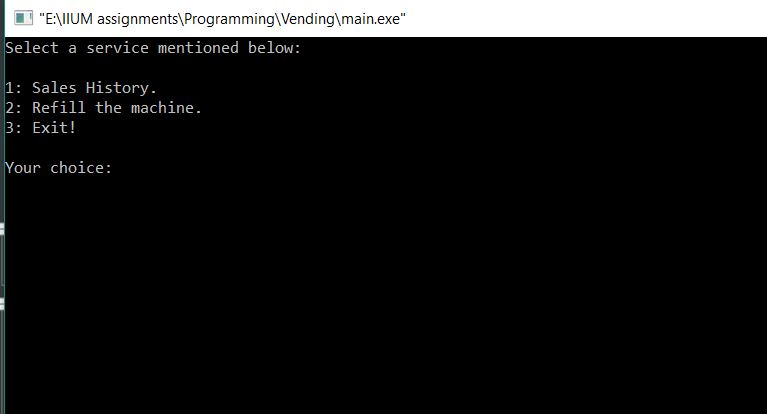 "E:\IIUM assignments\Programming\Vending\main.exe"
Select a service mentioned below:
1: Sales History.
2: Refill the machine.
3: Exit!
Your choice: